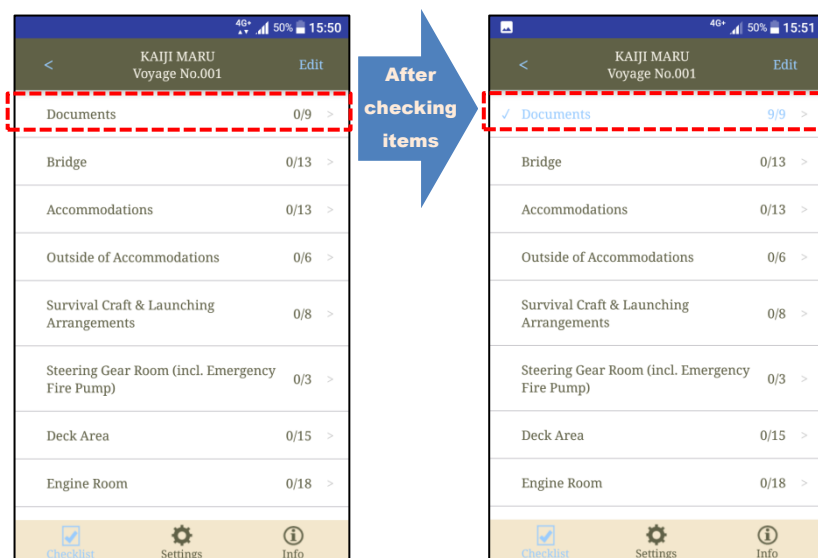 4G+ 50% 15:50
< KAIJI MARU Edit
Voyage No.001
Documents 0/9 >
Bridge 0/13 >
Accommodations 0/13 >
Outside of Accommodations 0/6 >
Survival Craft & Launching
Arrangements 0/8 >
Steering Gear Room (incl. Emergency
Fire Pump) 0/3 >
Deck Area 0/15 >
Engine Room 0/18 >
Checklist Settings Info
After
checking
items
4G+ 50% 15:51
< KAIJI MARU Edit
Voyage No.001
✓ Documents 9/9 >
Bridge 0/13 >
Accommodations 0/13 >
Outside of Accommodations 0/6 >
Survival Craft & Launching
Arrangements 0/8 >
Steering Gear Room (incl. Emergency
Fire Pump) 0/3 >
Deck Area 0/15 >
Engine Room 0/18 >
Checklist Settings Info